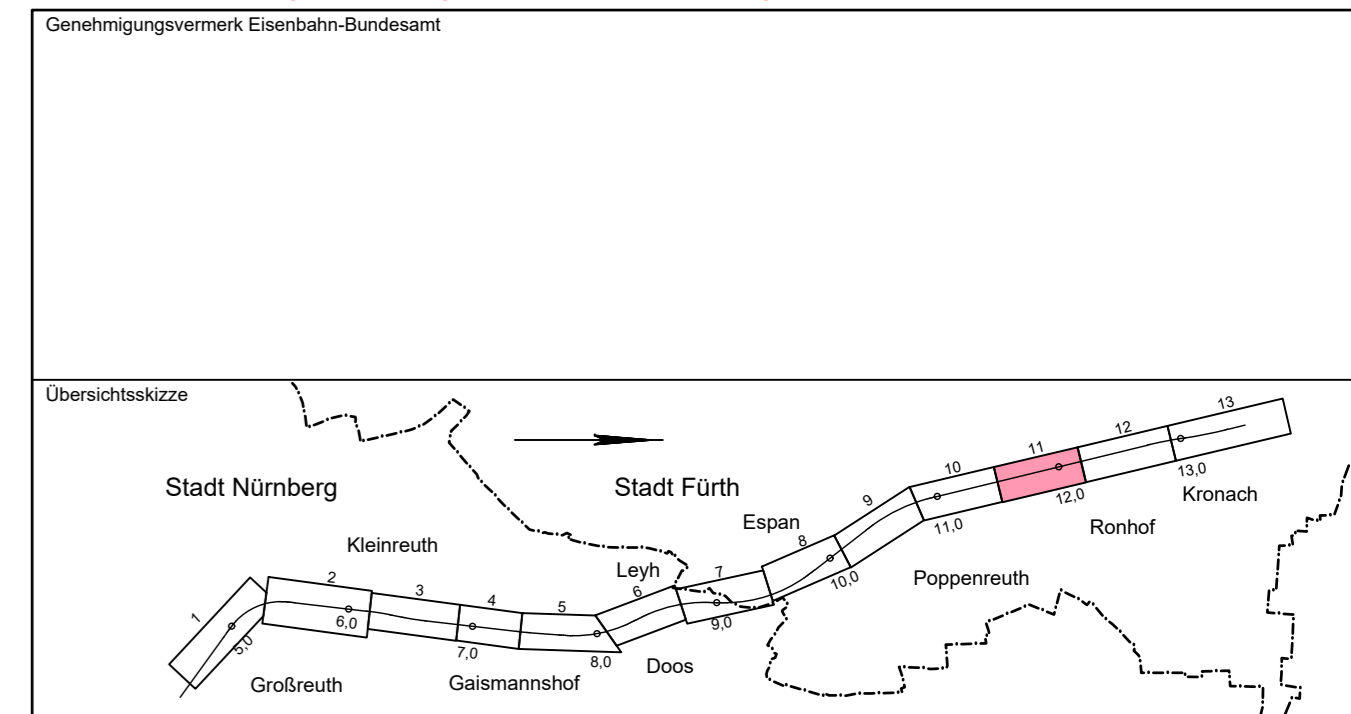 Genehmigungsvermerk Eisenbahn-Bundesamt
Übersichtsskizze
Stadt Nürnberg
Stadt Fürth
Kleinreuth
Leyh
Espan
Großreuth
Gaismannshof
Doos
Poppenreuth
Ronhof
Kronach
1
2
3
4
5
6
7
8
9
10
11
12
13
5,0
6,0
7,0
8,0
9,0
10,0
11,0
12,0
13,0